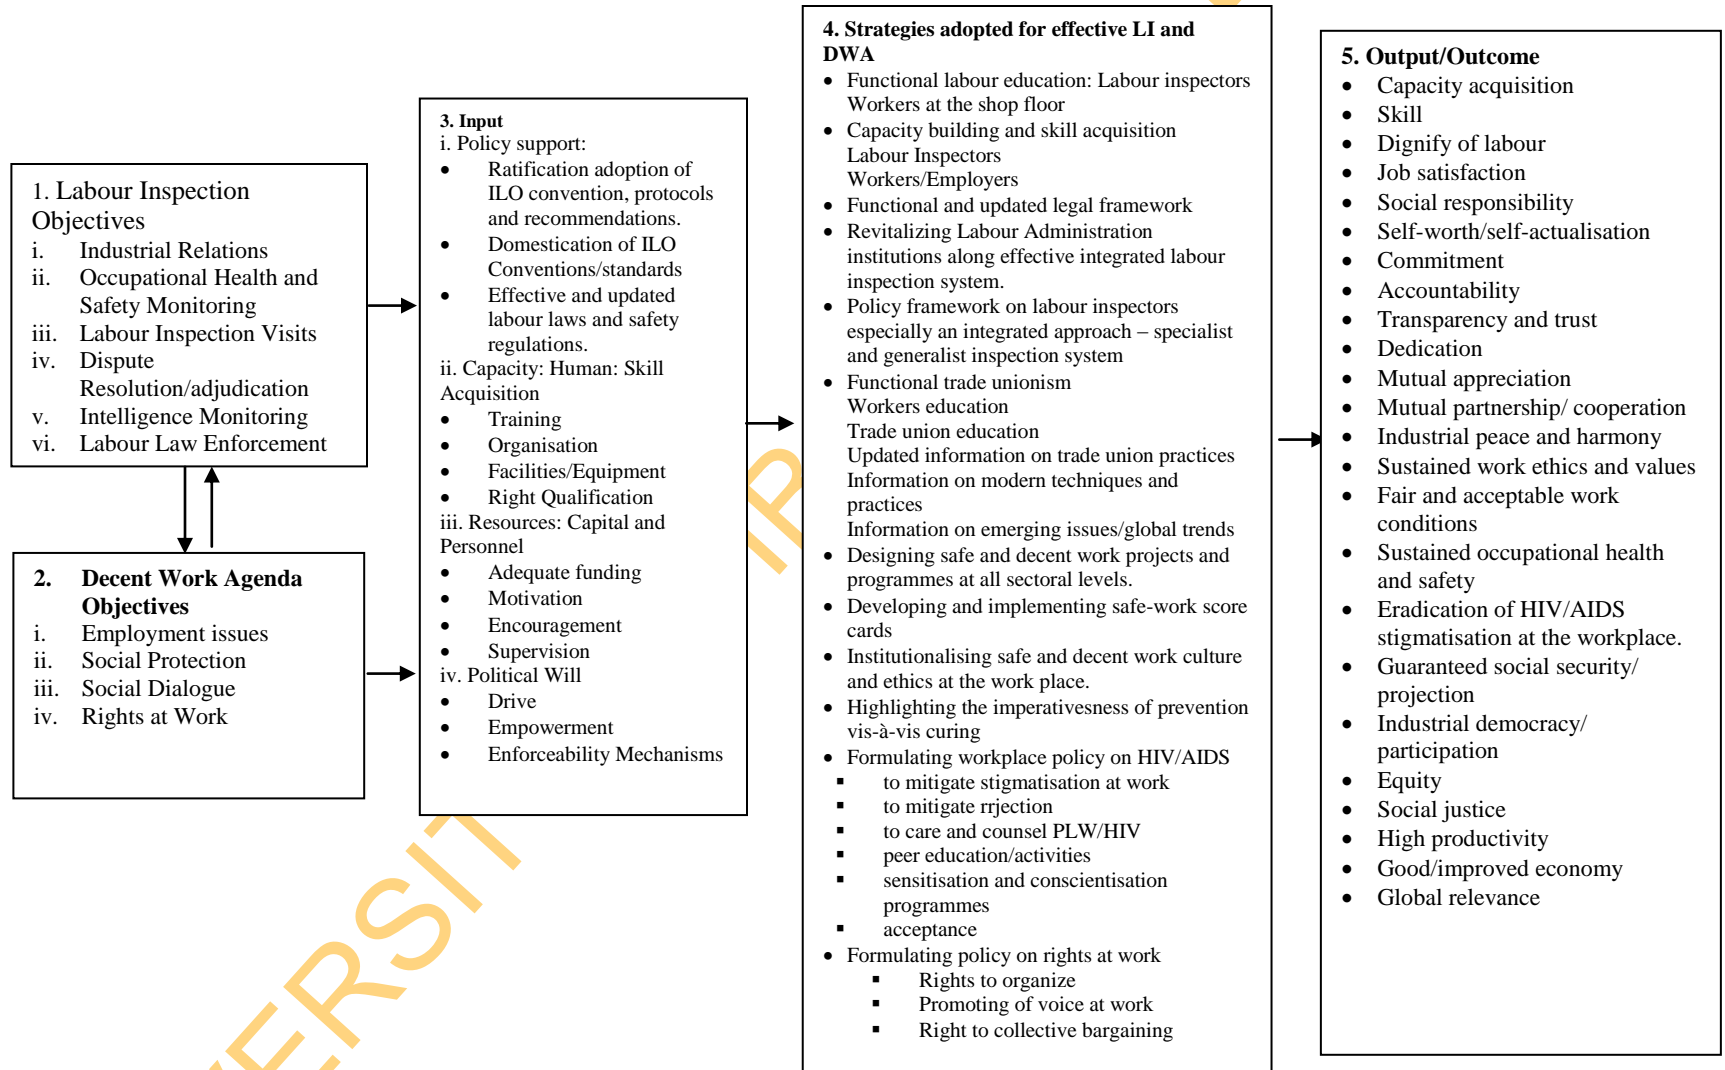 1. Labour Inspection
Objectives
i. Industrial Relations
ii. Occupational Health and
Safety Monitoring
iii. Labour Inspection Visits
iv. Dispute
Resolution/adjudication
v. Intelligence Monitoring
vi. Labour Law Enforcement
2. Decent Work Agenda
Objectives
i. Employment issues
ii. Social Protection
iii. Social Dialogue
iv. Rights at Work
3. Input
i. Policy support:
• Ratification adoption of
ILO convention, protocols
and recommendations.
• Domestication of ILO
Conventions/standards
• Effective and updated
labour laws and safety
regulations.
ii. Capacity: Human: Skill
Acquisition
• Training
• Organisation
• Facilities/Equipment
• Right Qualification
iii. Resources: Capital and
Personnel
• Adequate funding
• Motivation
• Encouragement
• Supervision
iv. Political Will
• Drive
• Empowerment
• Enforceability Mechanisms
4. Strategies adopted for effective LI and
DWA
• Functional labour education: Labour inspectors
Workers at the shop floor
• Capacity building and skill acquisition
Labour Inspectors
Workers/Employers
• Functional and updated legal framework
• Revitalizing Labour Administration
institutions along effective integrated labour
inspection system.
• Policy framework on labour inspectors
especially an integrated approach – specialist
and generalist inspection system
• Functional trade unionism
Workers education
Trade union education
Updated information on trade union practices
Information on modern techniques and
practices
Information on emerging issues/global trends
• Designing safe and decent work projects and
programmes at all sectoral levels.
• Developing and implementing safe-work score
cards
• Institutionalising safe and decent work culture
and ethics at the work place.
• Highlighting the imperativesness of prevention
vis-à-vis curing
• Formulating workplace policy on HIV/AIDS
▪ to mitigate stigmatisation at work
▪ to mitigate rrjection
▪ to care and counsel PLW/HIV
▪ peer education/activities
▪ sensitisation and conscientisation
programmes
▪ acceptance
• Formulating policy on rights at work
▪ Rights to organize
▪ Promoting of voice at work
▪ Right to collective bargaining
5. Output/Outcome
• Capacity acquisition
• Skill
• Dignify of labour
• Job satisfaction
• Social responsibility
• Self-worth/self-actualisation
• Commitment
• Accountability
• Transparency and trust
• Dedication
• Mutual appreciation
• Mutual partnership/ cooperation
• Industrial peace and harmony
• Sustained work ethics and values
• Fair and acceptable work
conditions
• Sustained occupational health
and safety
• Eradication of HIV/AIDS
stigmatisation at the workplace.
• Guaranteed social security/
projection
• Industrial democracy/
participation
• Equity
• Social justice
• High productivity
• Good/improved economy
• Global relevance